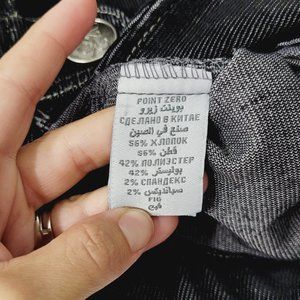 POINT ZERO
بوينت زيرو
СДЕЛАНО В КИТАЕ
صنع في الصين
56% ХЛОПОК
قطن %56
42% ПОЛИЭСТЕР
بوليستر %42
2% СПАНДЕКС
سباندكس %2